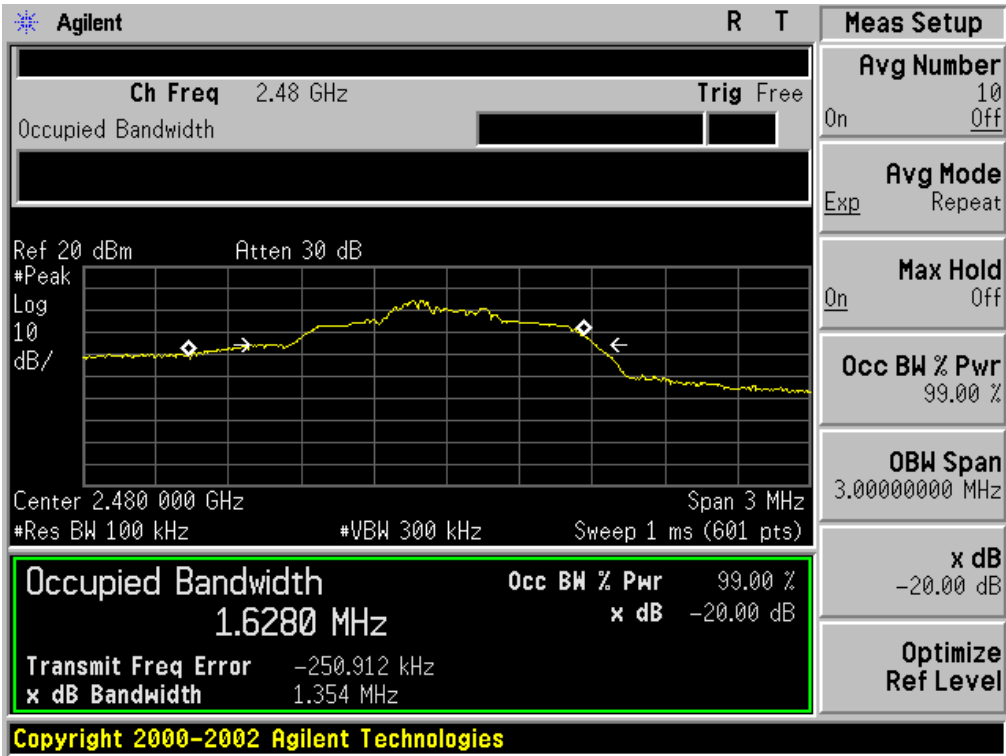 Agilent R T
Ch Freq 2.48 GHz Trig Free
Occupied Bandwidth
Ref 20 dBm Atten 30 dB
#Peak
Log
10
dB/
Center 2.480 000 GHz Span 3 MHz
#Res BW 100 kHz #VBW 300 kHz Sweep 1 ms (601 pts)
Occupied Bandwidth Occ BW % Pwr 99.00 %
1.6280 MHz x dB -20.00 dB
Transmit Freq Error -250.912 kHz
x dB Bandwidth 1.354 MHz
Copyright 2000-2002 Agilent Technologies
Meas Setup
Avg Number
10
On Off
Avg Mode
Exp Repeat
Max Hold
On Off
Occ BW % Pwr
99.00 %
OBW Span
3.00000000 MHz
x dB
-20.00 dB
Optimize
Ref Level